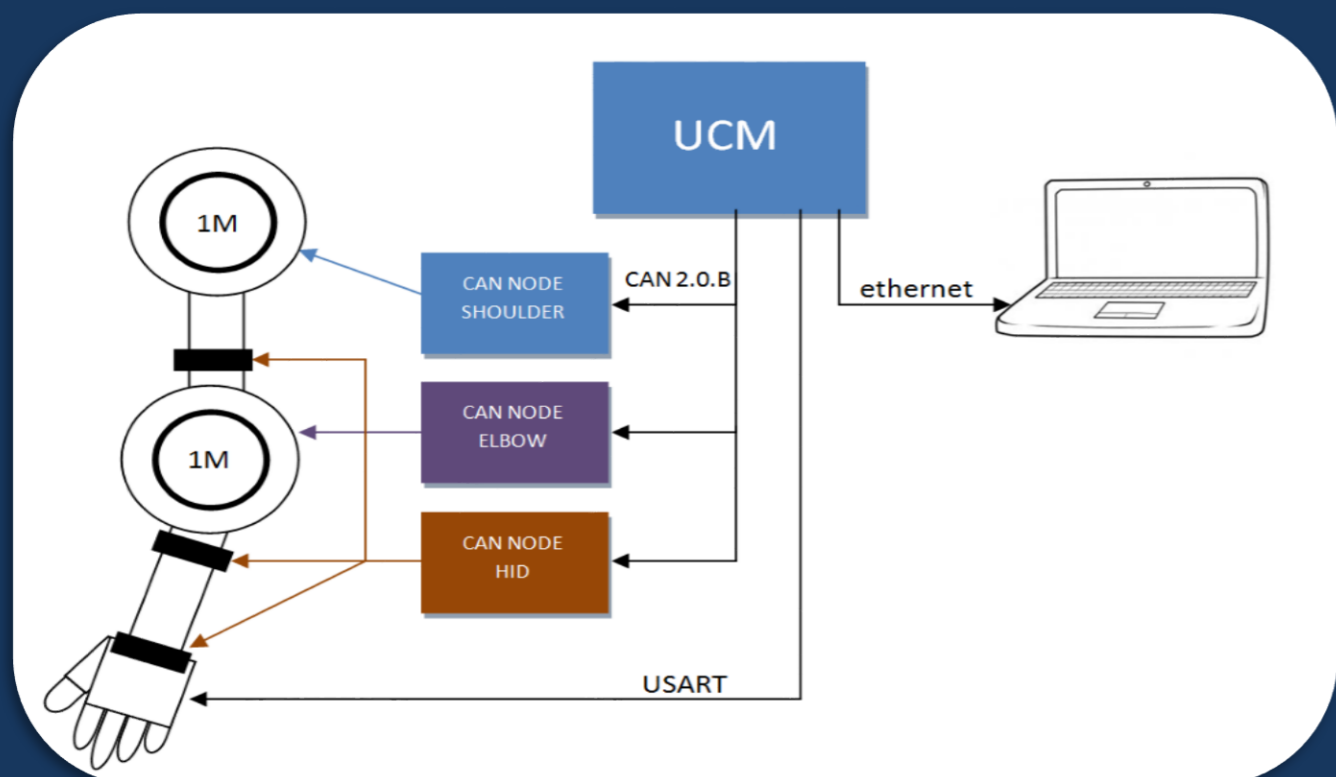 UCM
1M
CAN NODE
SHOULDER
CAN 2.0.B
ethernet
CAN NODE
ELBOW
1M
CAN NODE
HID
USART